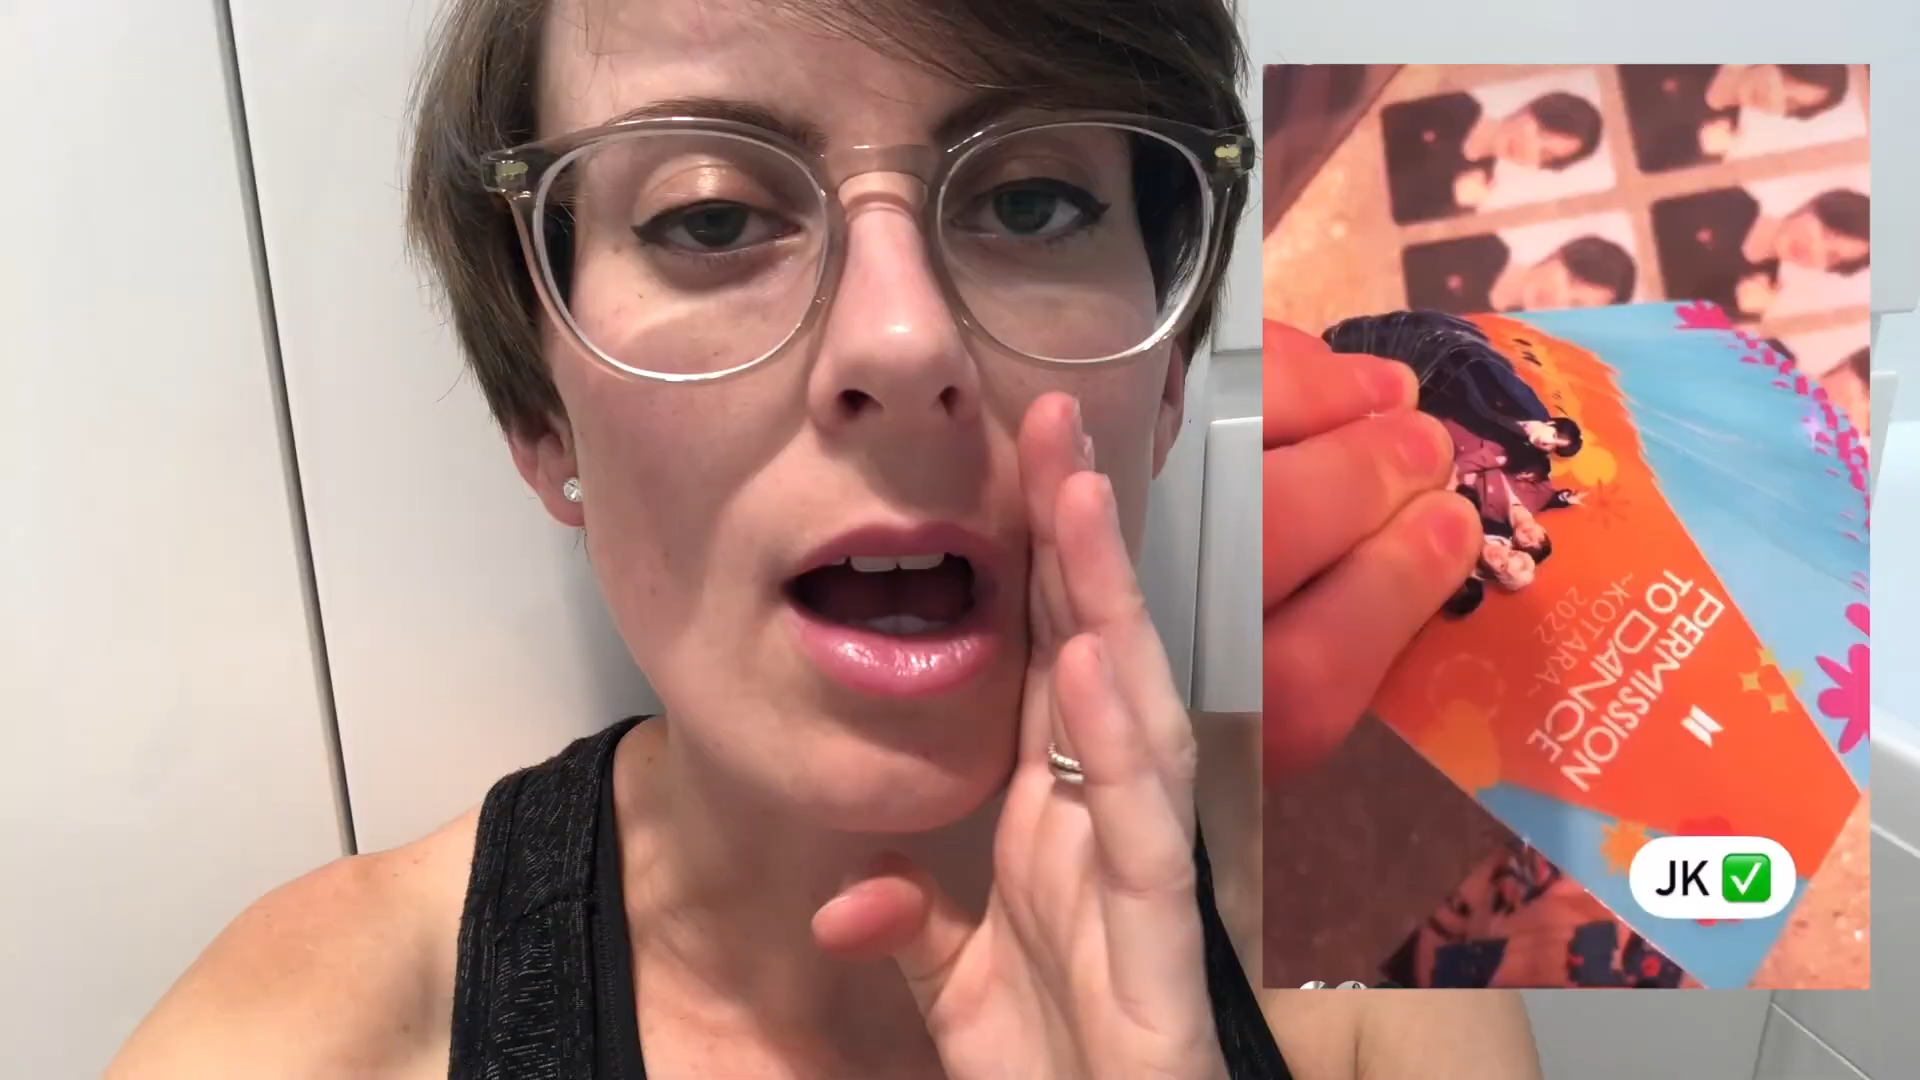 PERMISSION
TO DANCE
~KOTARA~
2022
JK ✅